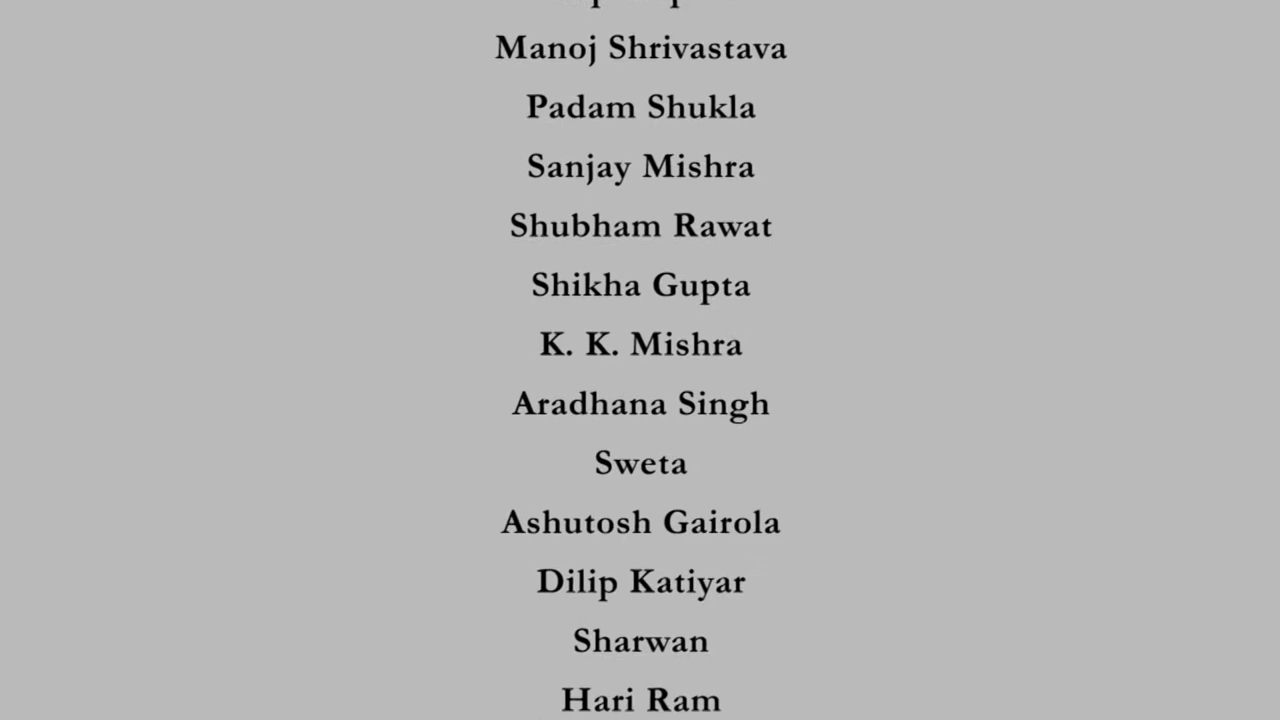 Manoj Shrivastava
Padam Shukla
Sanjay Mishra
Shubham Rawat
Shikha Gupta
K. K. Mishra
Aradhana Singh
Sweta
Ashutosh Gairola
Dilip Katiyar
Sharwan
Hari Ram